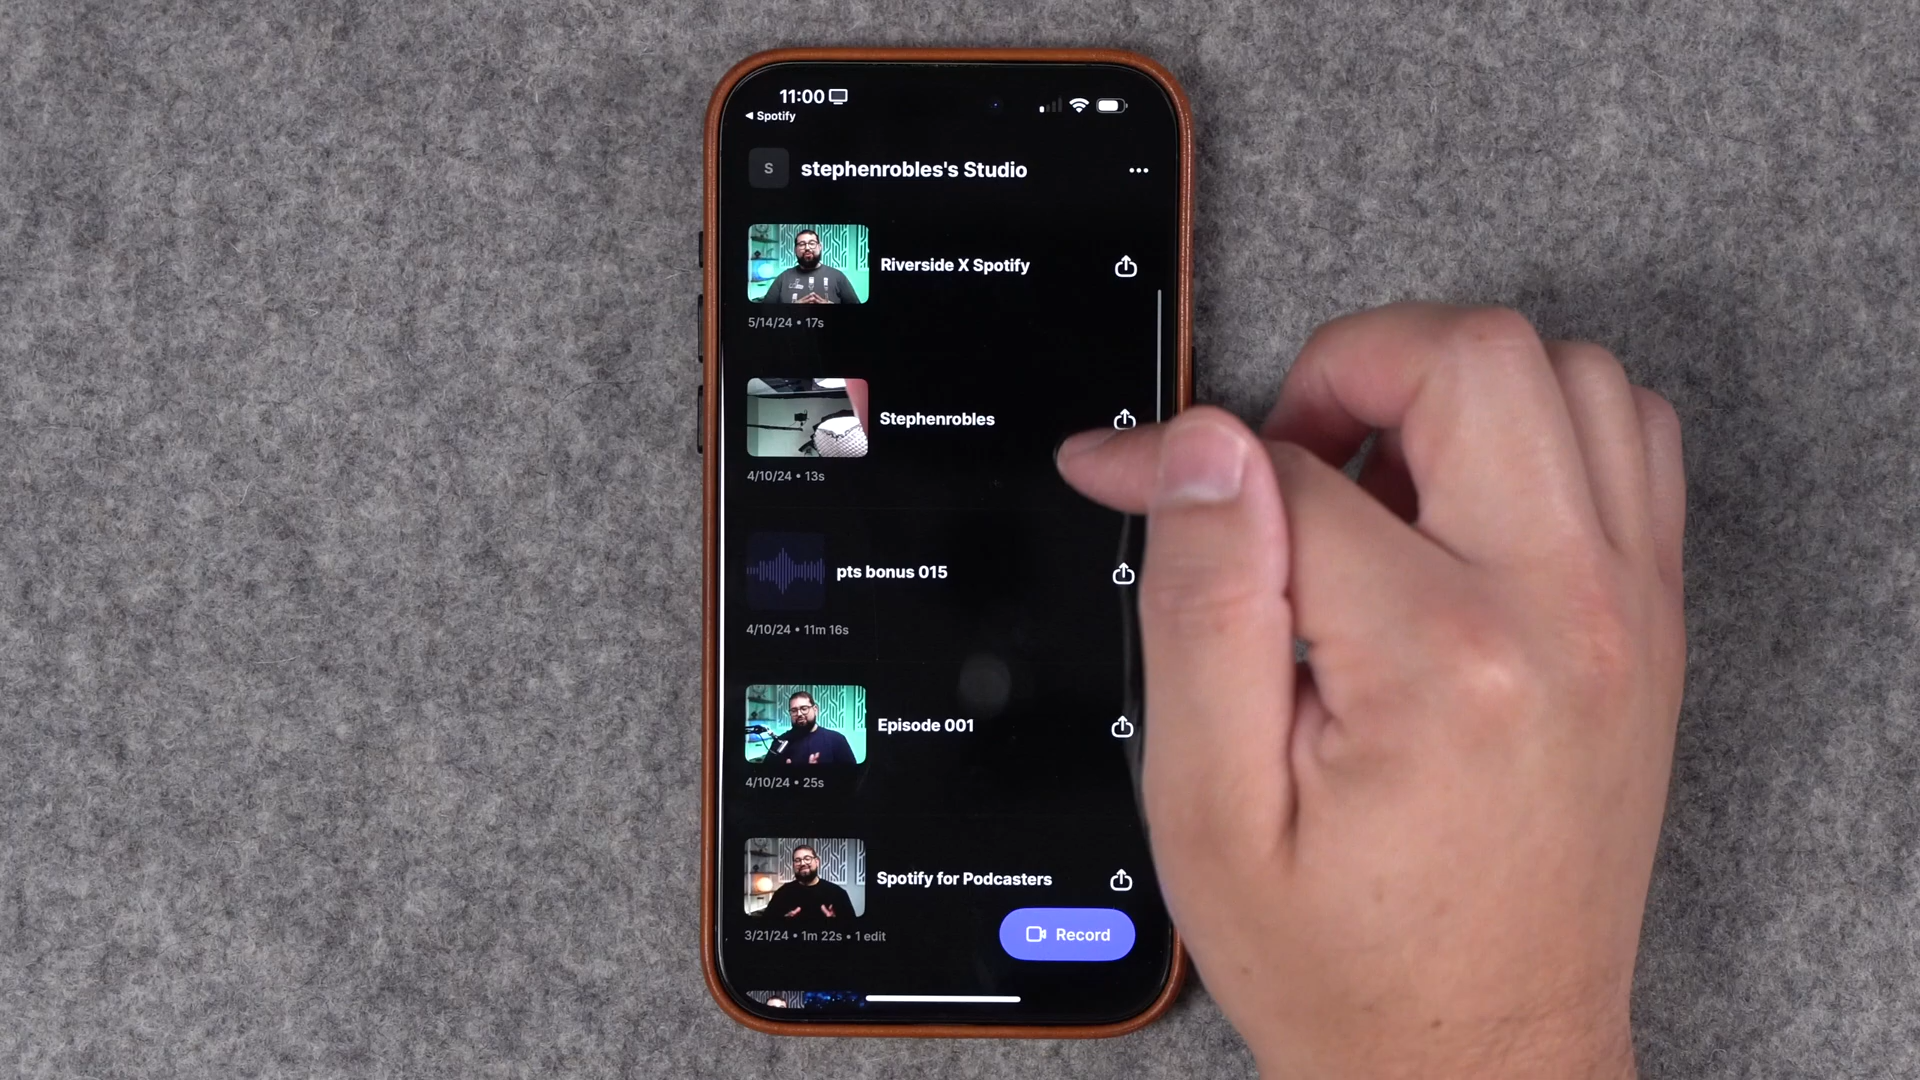 11:00
◀ Spotify
S
stephenrobles's Studio
Riverside X Spotify
5/14/24 • 17s
Stephenrobles
4/10/24 • 13s
pts bonus 015
4/10/24 • 11m 16s
Episode 001
4/10/24 • 25s
Spotify for Podcasters
3/21/24 • 1m 22s • 1 edit
Record